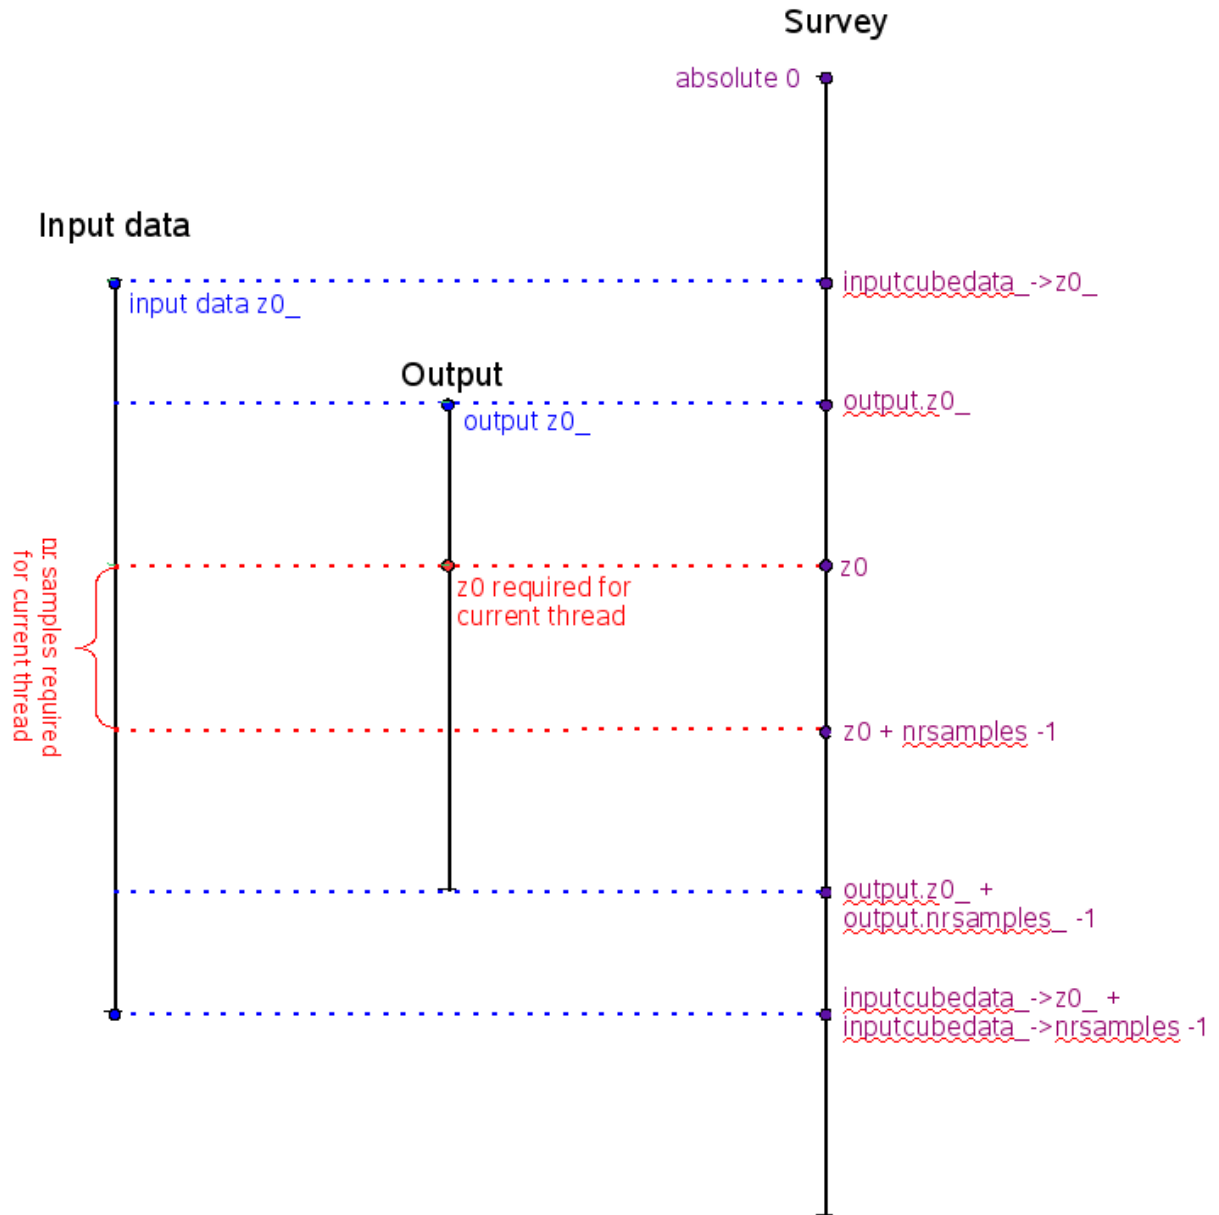 Survey
absolute 0
Input data
input data z0_
inputcubedata_->z0_
Output
output z0_
output.z0_
nr samples required
for current thread
z0 required for
current thread
z0
z0 + nrsamples -1
output.z0_ +
output.nrsamples_ -1
inputcubedata_->z0_ +
inputcubedata_->nrsamples -1